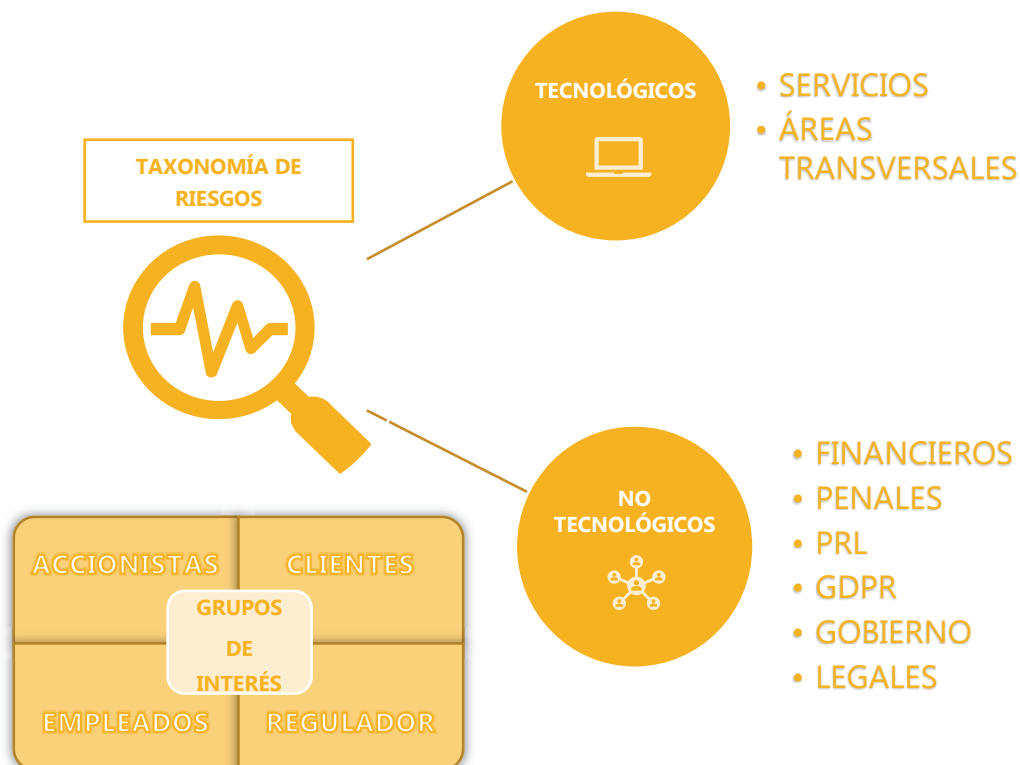 TAXONOMÍA DE
RIESGOS
TECNOLÓGICOS
• SERVICIOS
• ÁREAS
TRANSVERSALES
NO
TECNOLÓGICOS
• FINANCIEROS
• PENALES
• PRL
• GDPR
• GOBIERNO
• LEGALES
ACCIONISTAS
CLIENTES
GRUPOS
DE
INTERÉS
EMPLEADOS
REGULADOR